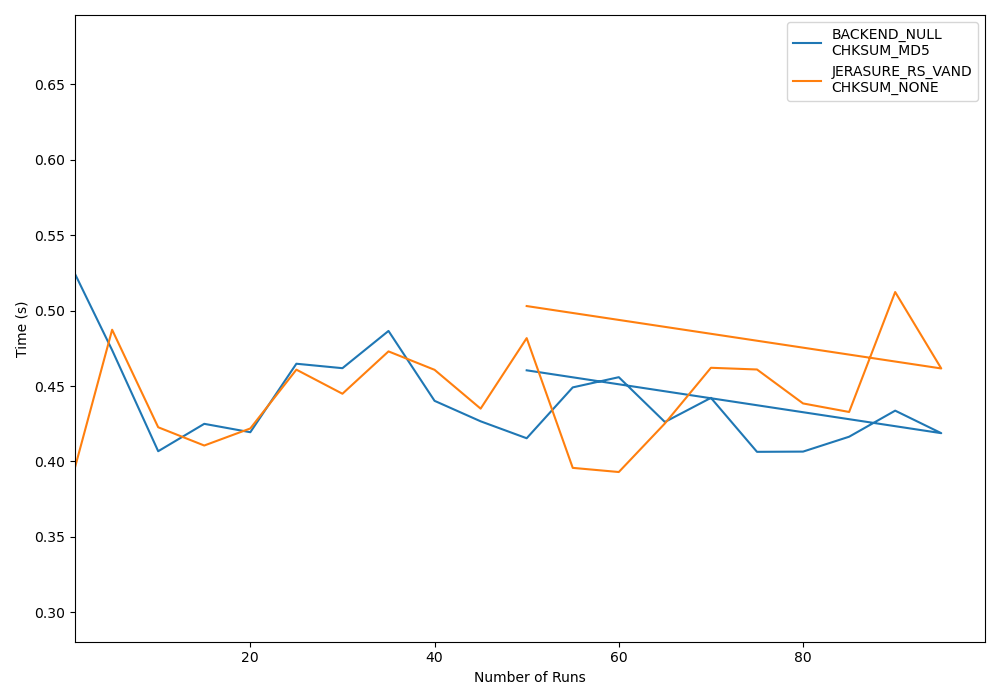 BACKEND_NULL
CHKSUM_MD5
JERASURE_RS_VAND
CHKSUM_NONE
0.65
0.60
0.55
0.50
0.45
0.40
0.35
0.30
Time (s)
20 40 60 80
Number of Runs